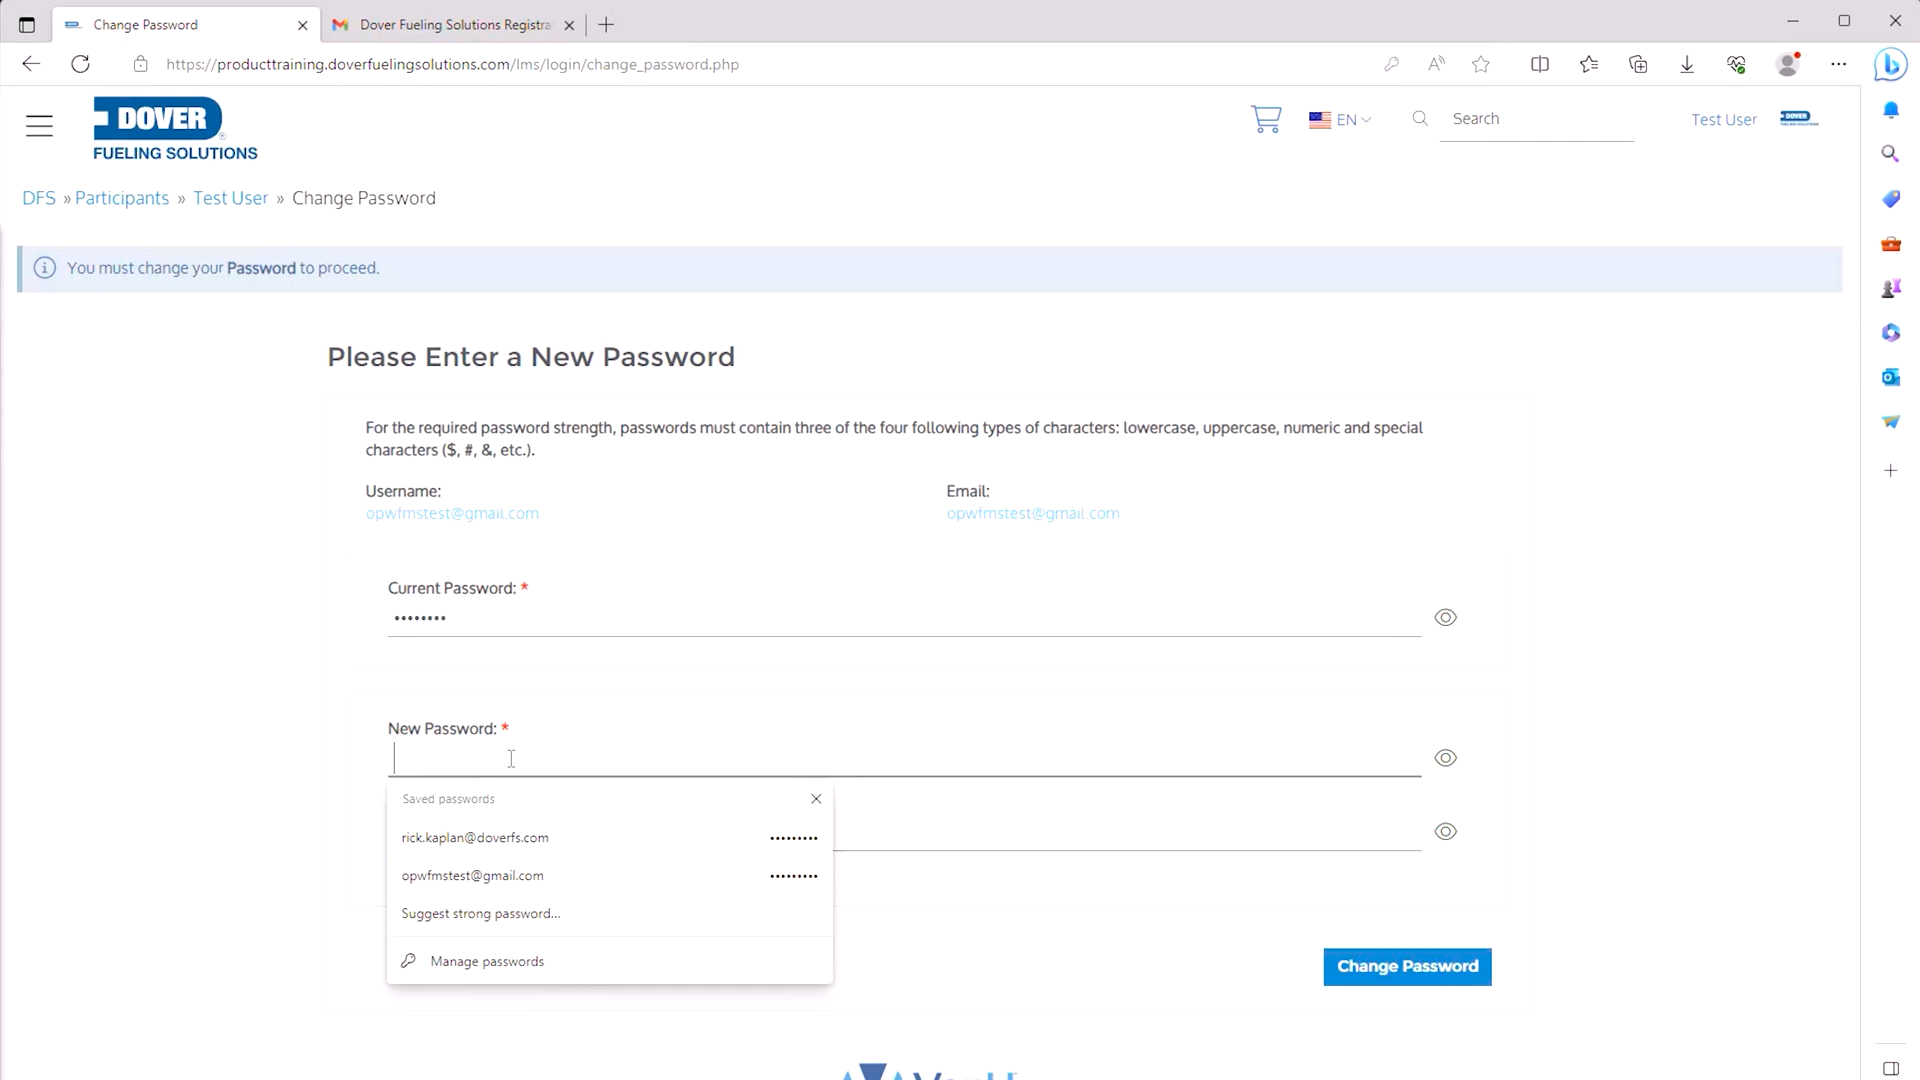 Change Password
Dover Fueling Solutions Registra
https://producttraining.doverfuelingsolutions.com/lms/login/change_password.php
DOVER
FUELING SOLUTIONS
EN
Search
Test User
DFS » Participants » Test User » Change Password
You must change your Password to proceed.
Please Enter a New Password
For the required password strength, passwords must contain three of the four following types of characters: lowercase, uppercase, numeric and special
characters ($, #, &, etc.).
Username:
opwfmstest@gmail.com
Email:
opwfmstest@gmail.com
Current Password: *
New Password: *
Saved passwords
rick.kaplan@doverfs.com
opwfmstest@gmail.com
Suggest strong password...
Manage passwords
Change Password